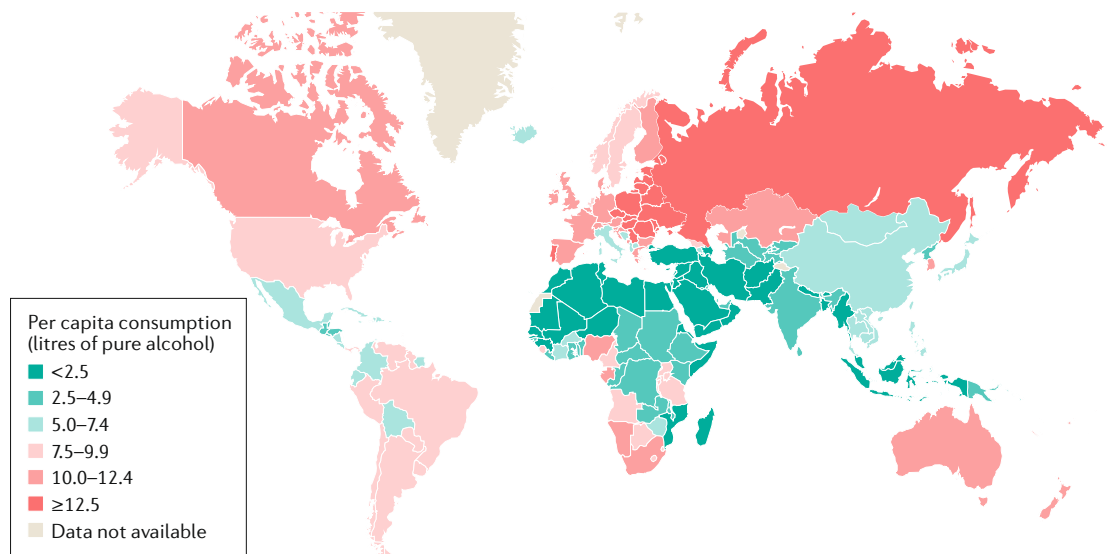 Per capita consumption
(litres of pure alcohol)
<2.5
2.5–4.9
5.0–7.4
7.5–9.9
10.0–12.4
≥12.5
Data not available